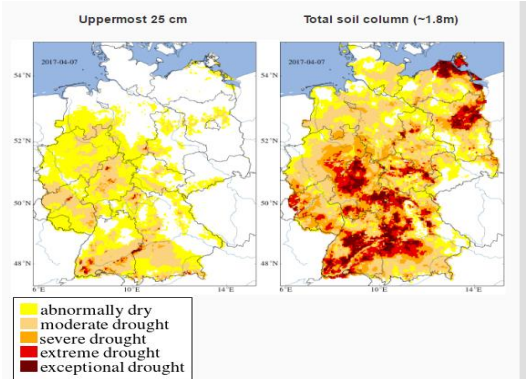 Uppermost 25 cm
Total soil column (~1.8m)
2017-04-07
2017-04-07
54°N
54°N
52°N
52°N
50°N
50°N
48°N
48°N
6°E
10°E
14°E
6°E
10°E
14°E
abnormally dry
moderate drought
severe drought
extreme drought
exceptional drought